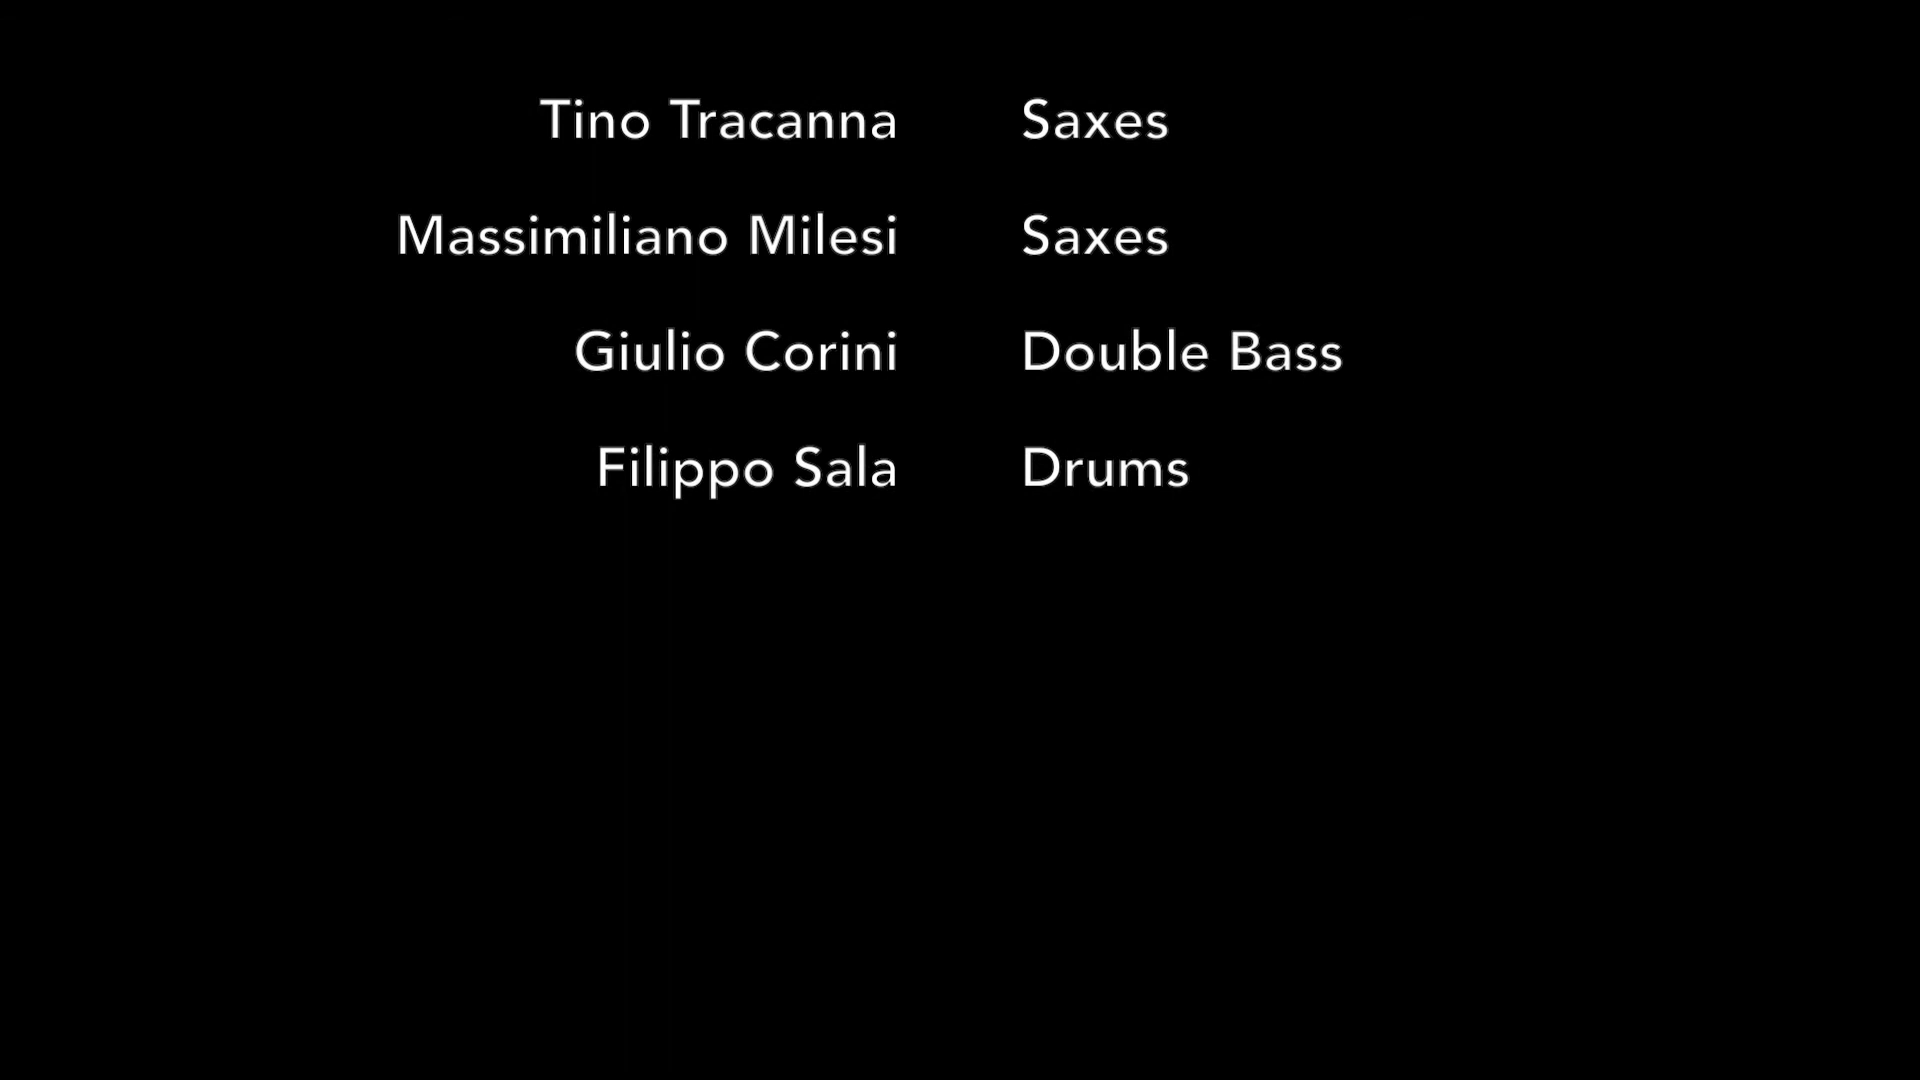 Tino Tracanna Saxes
Massimiliano Milesi Saxes
Giulio Corini Double Bass
Filippo Sala Drums